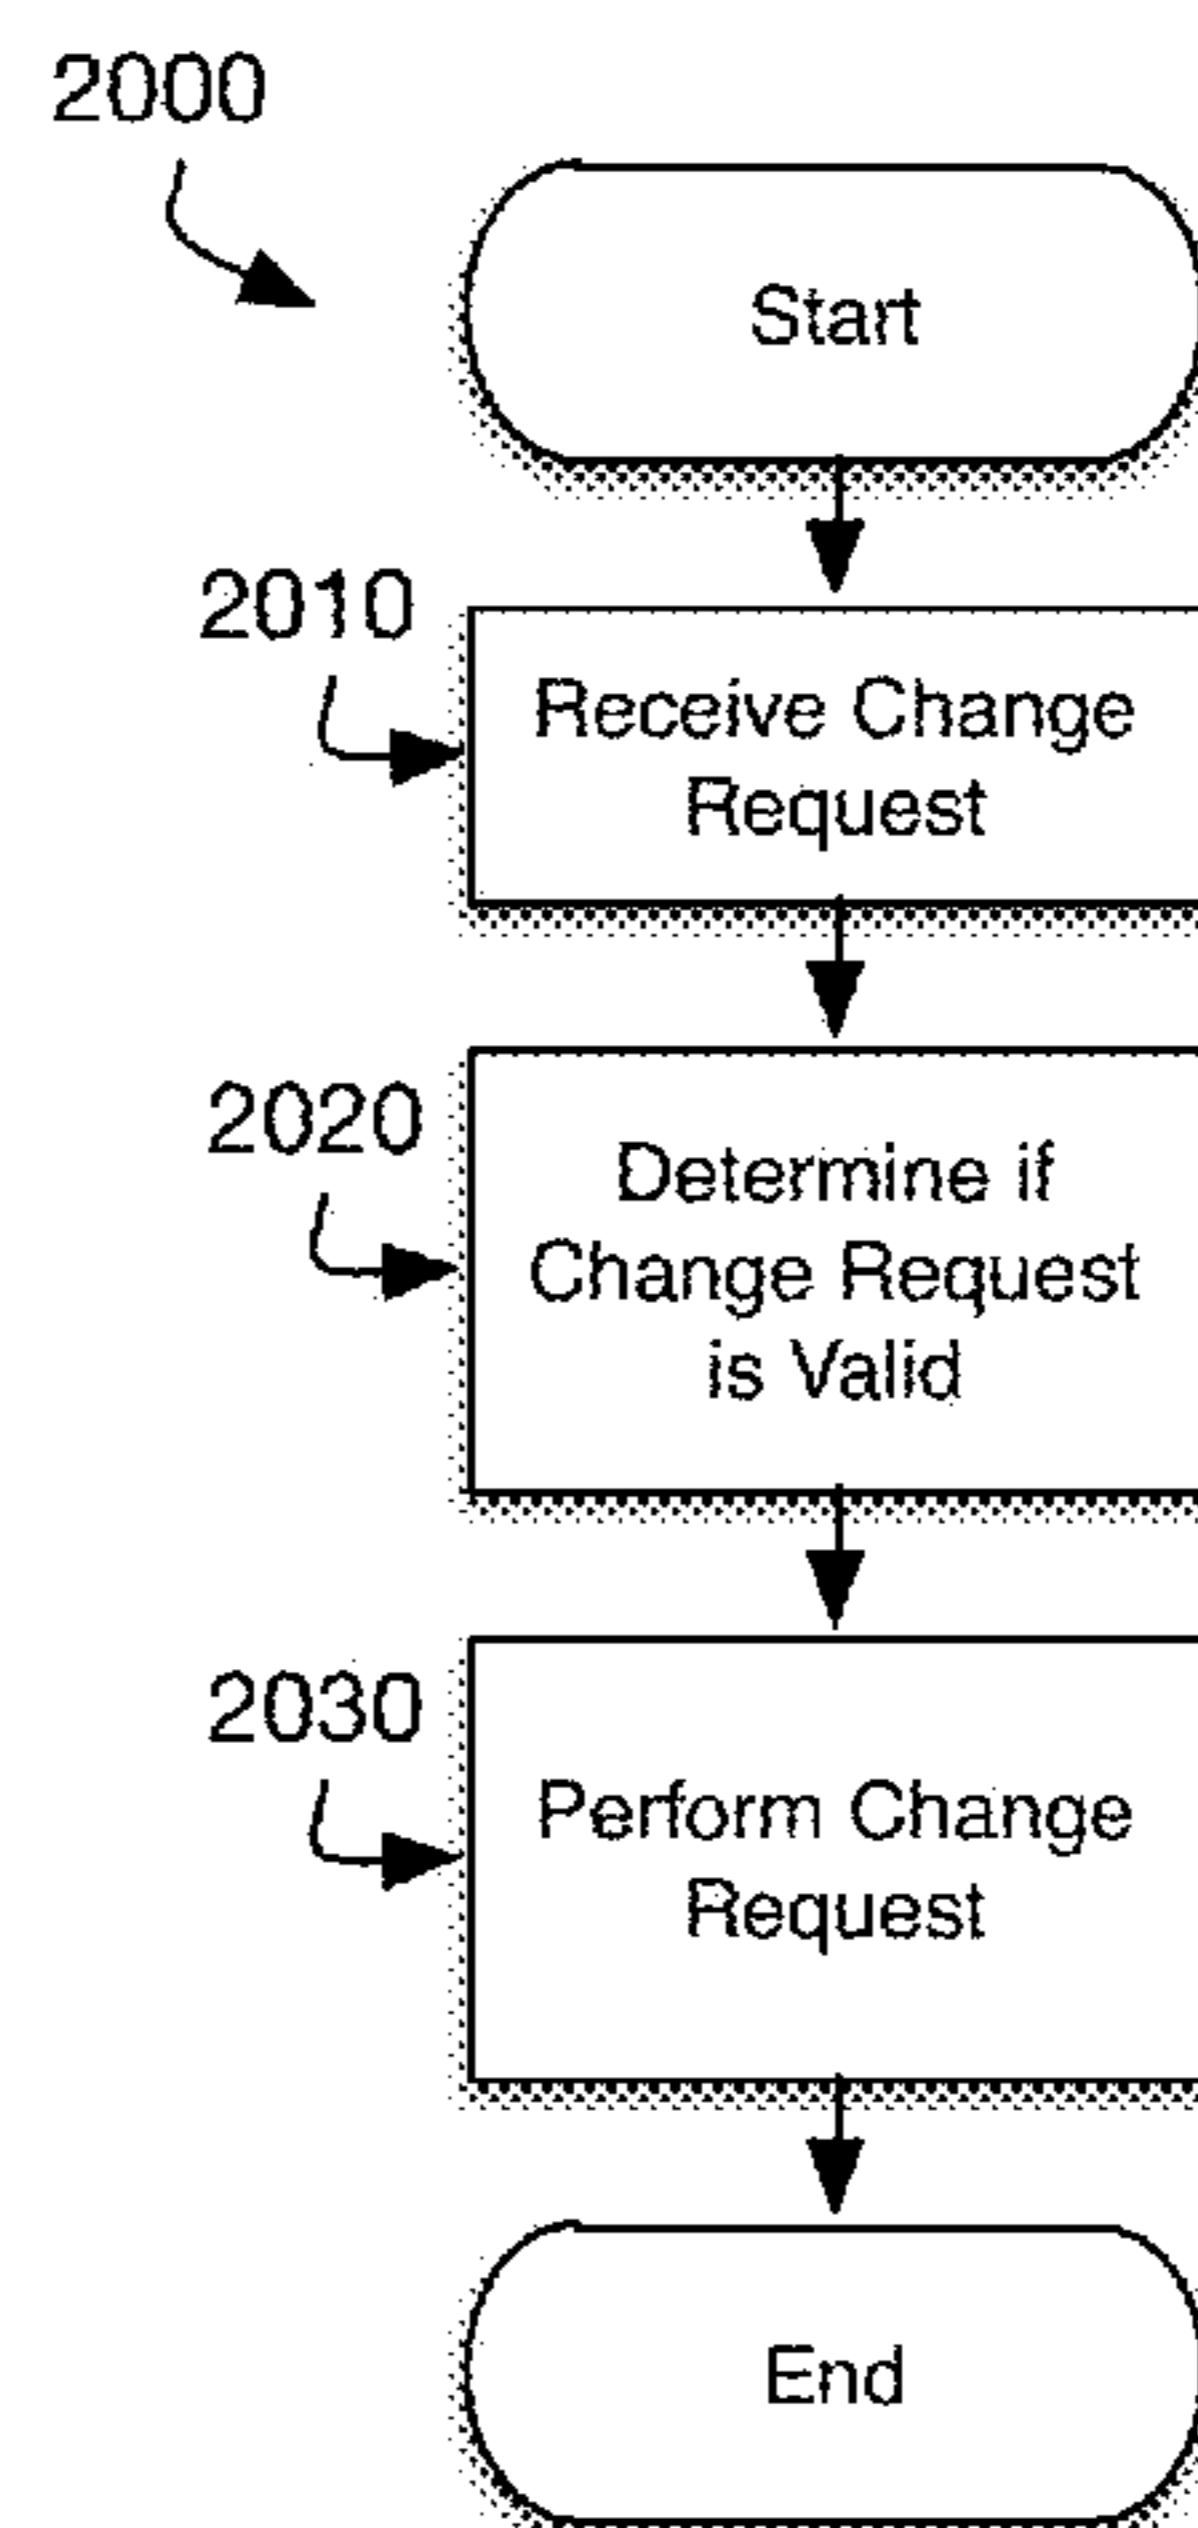 2000
Start
2010
Receive Change
Request
2020
Determine if
Change Request
is Valid
2030
Perform Change
Request
End